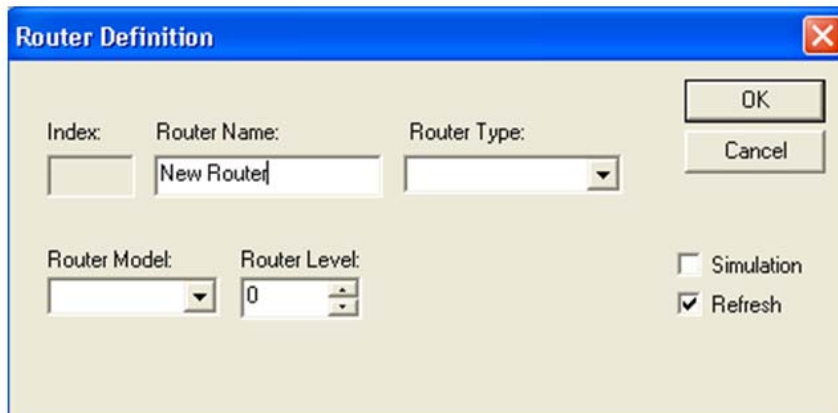 Router Definition
OK
Cancel
Index:
Router Name:
Router Type:
New Router
Router Model:
Router Level:
0
Simulation
Refresh